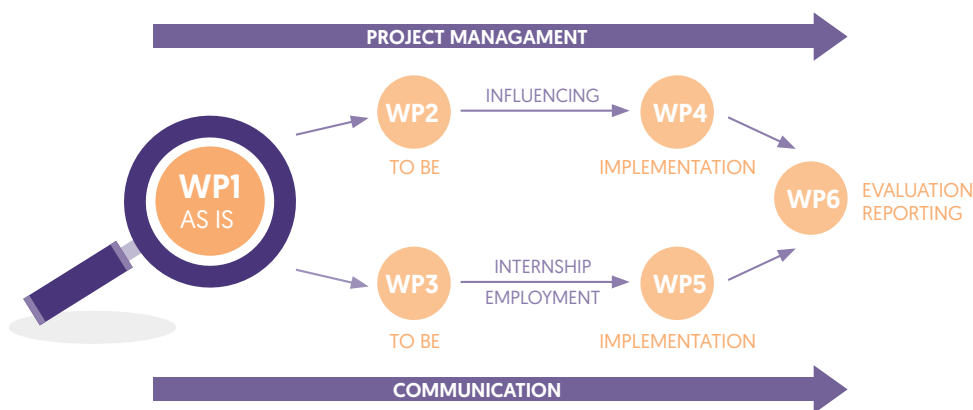 PROJECT MANAGAMENT
WP1
AS IS
WP2
TO BE
INFLUENCING
WP4
IMPLEMENTATION
WP3
TO BE
INTERNSHIP
EMPLOYMENT
WP5
IMPLEMENTATION
WP6
EVALUATION
REPORTING
COMMUNICATION